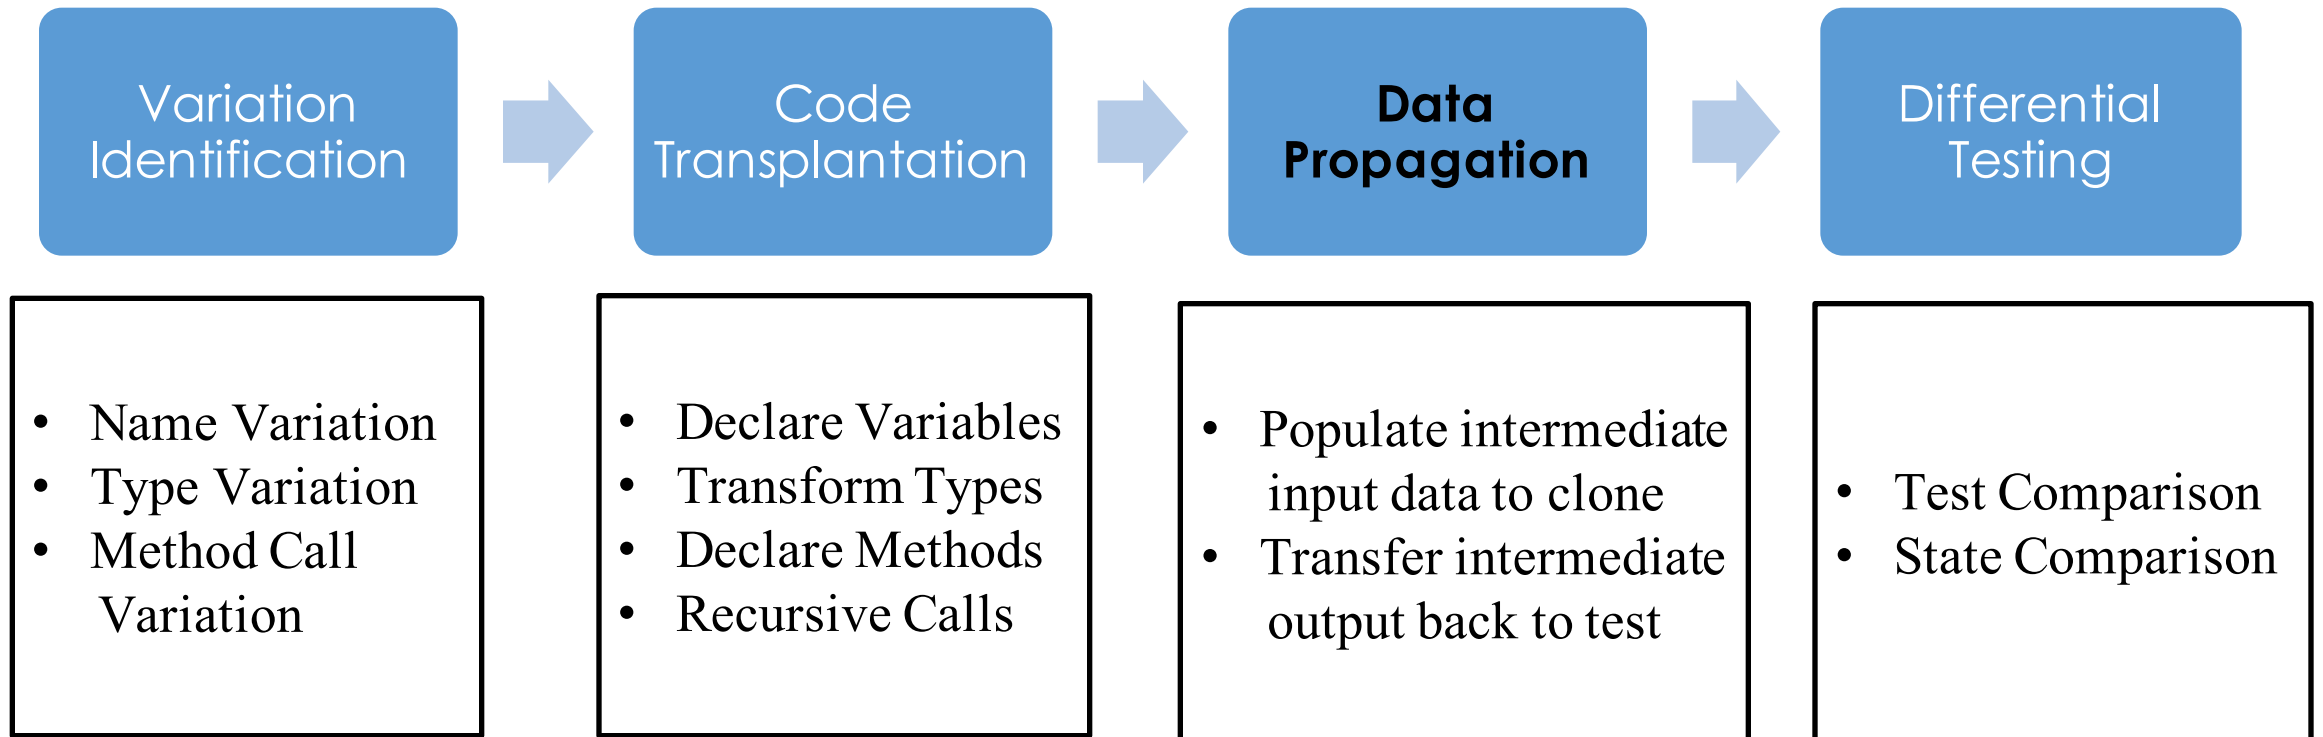 Variation
Identification
Code
Transplantation
Data
Propagation
Differential
Testing
• Name Variation
• Type Variation
• Method Call
Variation
• Declare Variables
• Transform Types
• Declare Methods
• Recursive Calls
• Populate intermediate
input data to clone
• Transfer intermediate
output back to test
• Test Comparison
• State Comparison